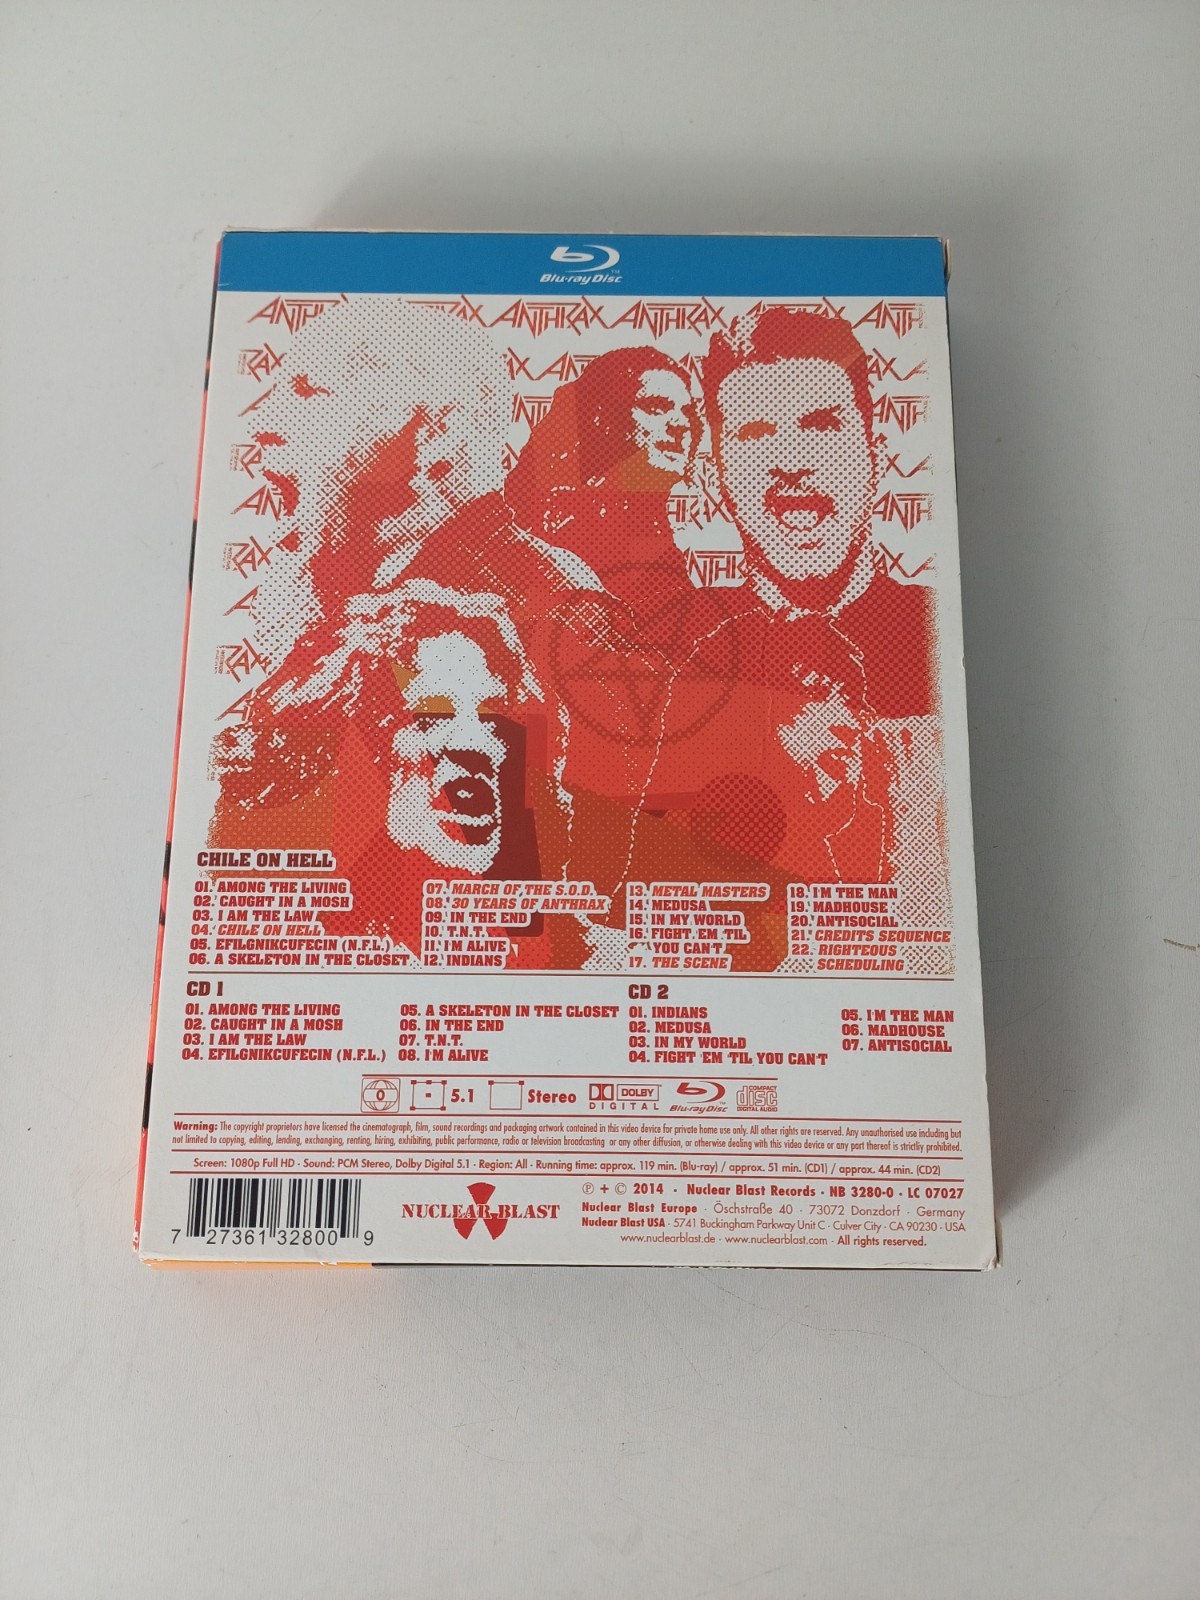 Blu-ray Disc™
ANTHRAX ANTHRAX ANTHRAX
CHILE ON HELL
01. AMONG THE LIVING
02. CAUGHT IN A MOSH
03. I AM THE LAW
04. CHILE ON HELL
05. EFILGNIKCUFECIN (N.F.L.)
06. A SKELETON IN THE CLOSET
07. MARCH OF THE S.O.D.
08. 30 YEARS OF ANTHRAX
09. IN THE END
10. T.N.T.
11. I'M ALIVE
12. INDIANS
13. METAL MASTERS
14. MEDUSA
15. IN MY WORLD
16. FIGHT 'EM 'TIL
YOU CAN'T
17. THE SCENE
18. I'M THE MAN
19. MADHOUSE
20. ANTISOCIAL
21. CREDITS SEQUENCE
22. RIGHTEOUS
SCHEDULING
CD 1
01. AMONG THE LIVING
02. CAUGHT IN A MOSH
03. I AM THE LAW
04. EFILGNIKCUFECIN (N.F.L.)
05. A SKELETON IN THE CLOSET
06. IN THE END
07. T.N.T.
08. I'M ALIVE
CD 2
01. INDIANS
02. MEDUSA
03. IN MY WORLD
04. FIGHT 'EM 'TIL YOU CAN'T
05. I'M THE MAN
06. MADHOUSE
07. ANTISOCIAL
0 5.1 Stereo DOLBY DIGITAL Blu-ray Disc™ COMPACT disc DIGITAL AUDIO
Warning: The copyright proprietors have licensed the cinematograph, film, sound recordings and packaging artwork contained in this video device for private home use only. All other rights are reserved. Any unauthorised use including but
not limited to copying, editing, lending, exchanging, renting, hiring, exhibiting, public performance, radio or television broadcasting or any other diffusion, or otherwise dealing with this video device or any part thereof is strictliy prohibited.
Screen: 1080p Full HD · Sound: PCM Stereo, Dolby Digital 5.1 · Region: All · Running time: approx. 119 min. (Blu-ray) / approx. 51 min. (CD1) / approx. 44 min. (CD2)
7 27361 32800 9
NUCLEAR BLAST
℗ + © 2014 · Nuclear Blast Records · NB 3280-0 · LC 07027
Nuclear Blast Europe · Öschstraße 40 · 73072 Donzdorf · Germany
Nuclear Blast USA · 5741 Buckingham Parkway Unit C · Culver City · CA 90230 · USA
www.nuclearblast.de · www.nuclearblast.com · All rights reserved.